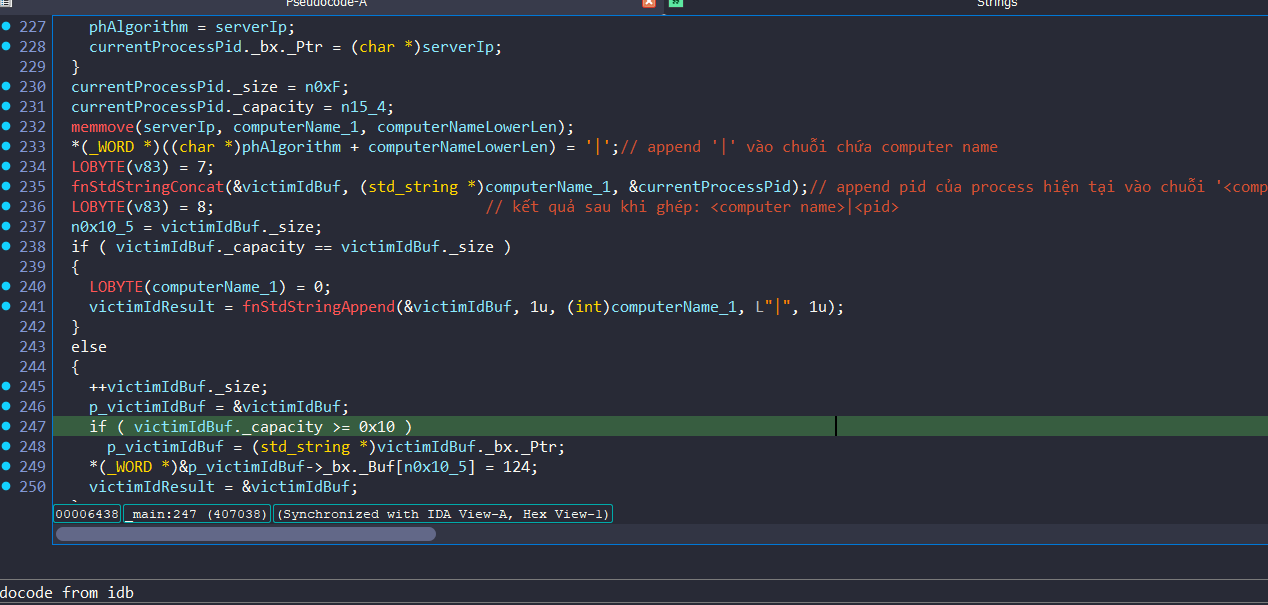 Pseudocode-A
Strings
227 phAlgorithm = serverIp;
228 currentProcessPid._bx._Ptr = (char *)serverIp;
229 }
230 currentProcessPid._size = n0xF;
231 currentProcessPid._capacity = n15_4;
232 memmove(serverIp, computerName_1, computerNameLowerLen);
233 *(_WORD *)((char *)phAlgorithm + computerNameLowerLen) = '|';// append '|' vào chuỗi chứa computer name
234 LOBYTE(v83) = 7;
235 fnStdStringConcat(&victimIdBuf, (std_string *)computerName_1, &currentProcessPid);// append pid của process hiện tại vào chuỗi '<comp
236 LOBYTE(v83) = 8; // kết quả sau khi ghép: <computer name>|<pid>
237 n0x10_5 = victimIdBuf._size;
238 if ( victimIdBuf._capacity == victimIdBuf._size )
239 {
240 LOBYTE(computerName_1) = 0;
241 victimIdResult = fnStdStringAppend(&victimIdBuf, 1u, (int)computerName_1, L"|", 1u);
242 }
243 else
244 {
245 ++victimIdBuf._size;
246 p_victimIdBuf = &victimIdBuf;
247 if ( victimIdBuf._capacity >= 0x10 )
248 p_victimIdBuf = (std_string *)victimIdBuf._bx._Ptr;
249 *(_WORD *)&p_victimIdBuf->_bx._Buf[n0x10_5] = 124;
250 victimIdResult = &victimIdBuf;
00006438 _main:247 (407038) (Synchronized with IDA View-A, Hex View-1)
docode from idb